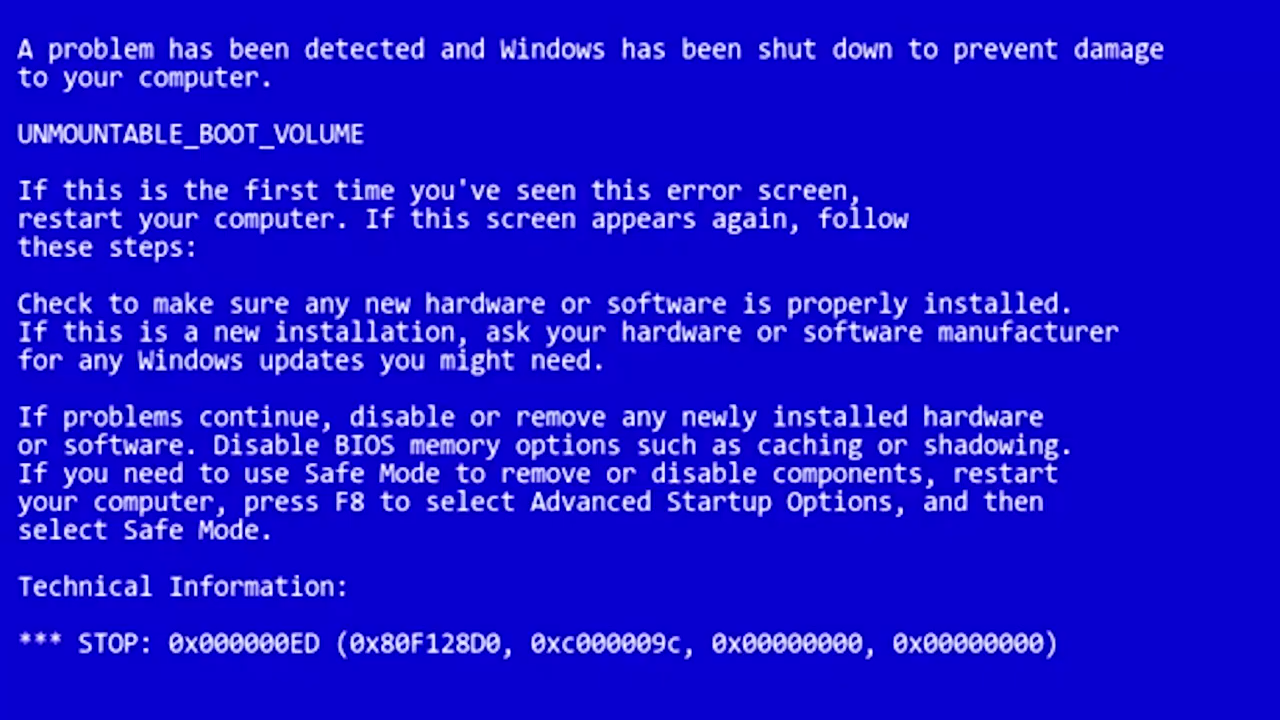 A problem has been detected and Windows has been shut down to prevent damage
to your computer.
UNMOUNTABLE_BOOT_VOLUME
If this is the first time you've seen this error screen,
restart your computer. If this screen appears again, follow
these steps:
Check to make sure any new hardware or software is properly installed.
If this is a new installation, ask your hardware or software manufacturer
for any Windows updates you might need.
If problems continue, disable or remove any newly installed hardware
or software. Disable BIOS memory options such as caching or shadowing.
If you need to use Safe Mode to remove or disable components, restart
your computer, press F8 to select Advanced Startup Options, and then
select Safe Mode.
Technical Information:
*** STOP: 0x000000ED (0x80F128D0, 0xc000009c, 0x00000000, 0x00000000)